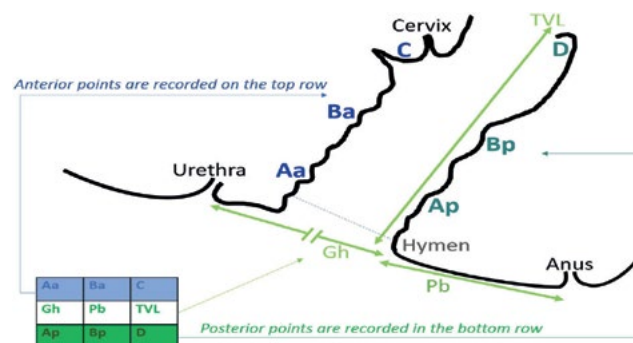 Cervix
TVL
C
D
Anterior points are recorded on the top row
Ba
Bp
Urethra
Aa
Ap
Hymen
Gh
Anus
Pb
Aa Ba C
Gh Pb TVL
Ap Bp D
Posterior points are recorded in the bottom row